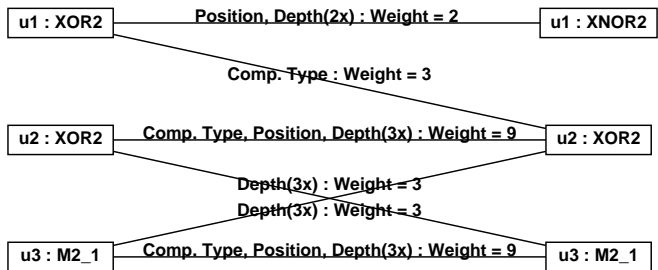 u1 : XOR2
Position, Depth(2x) : Weight = 2
u1 : XNOR2
Comp. Type : Weight = 3
u2 : XOR2
Comp. Type, Position, Depth(3x) : Weight = 9
u2 : XOR2
Depth(3x) : Weight = 3
Depth(3x) : Weight = 3
u3 : M2_1
Comp. Type, Position, Depth(3x) : Weight = 9
u3 : M2_1